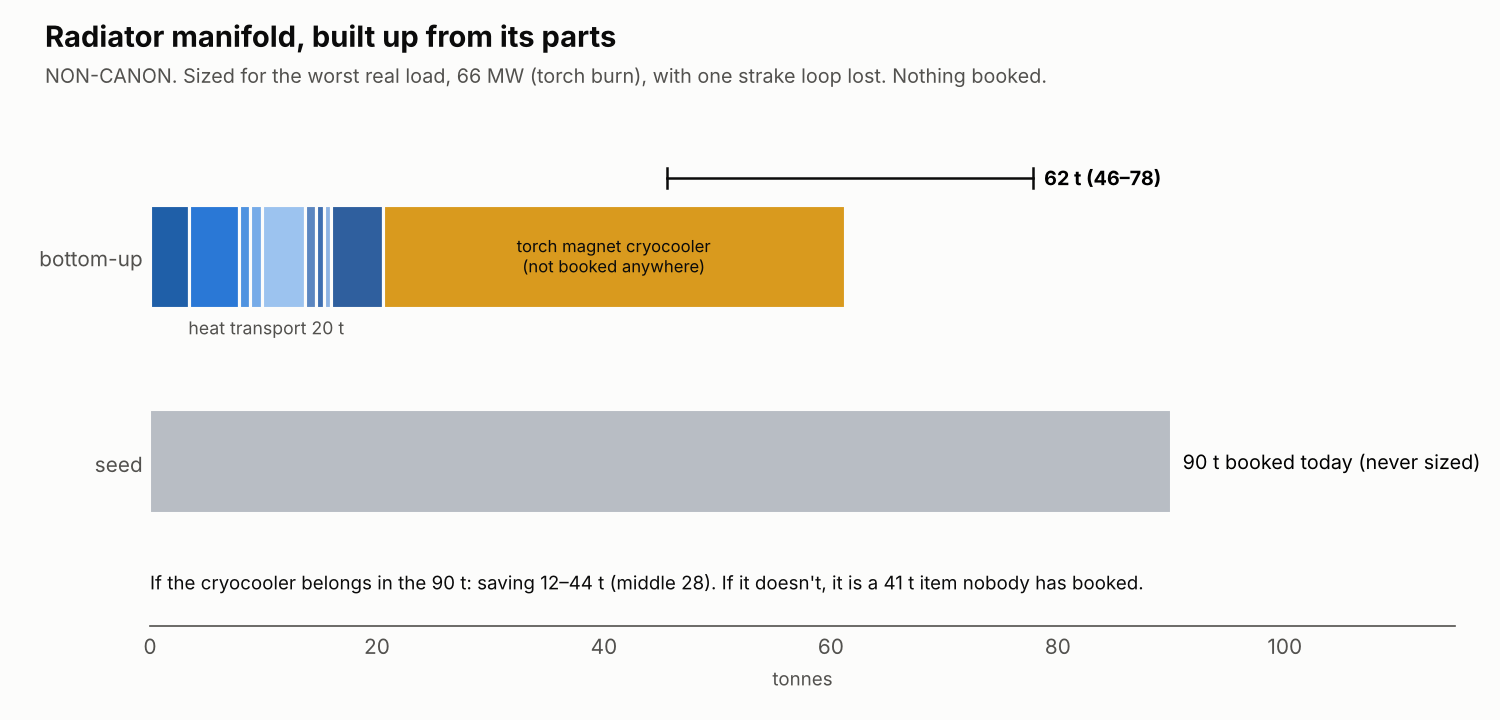 Radiator manifold, built up from its parts
NON-CANON. Sized for the worst real load, 66 MW (torch burn), with one strake loop lost. Nothing booked.
62 t (46–78)
bottom-up
torch magnet cryocooler
(not booked anywhere)
heat transport 20 t
seed
90 t booked today (never sized)
If the cryocooler belongs in the 90 t: saving 12–44 t (middle 28). If it doesn't, it is a 41 t item nobody has booked.
0 20 40 60 80 100
tonnes